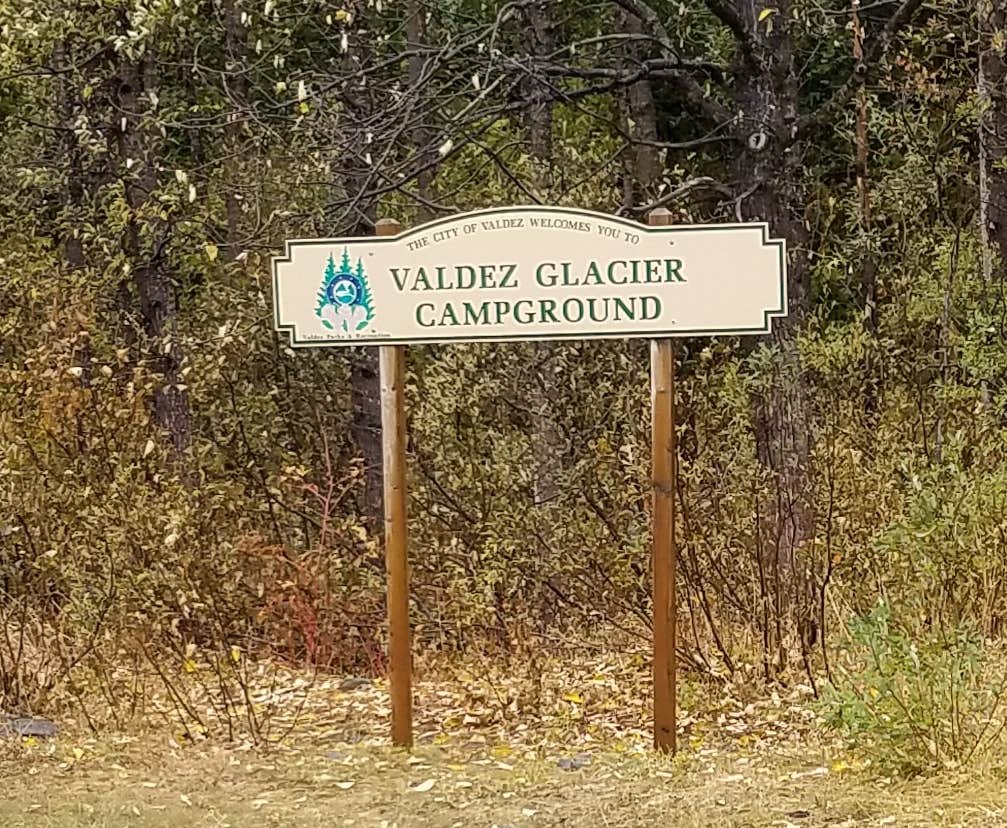 THE CITY OF VALDEZ WELCOMES YOU TO
VALDEZ GLACIER
CAMPGROUND
Valdez Parks & Recreation